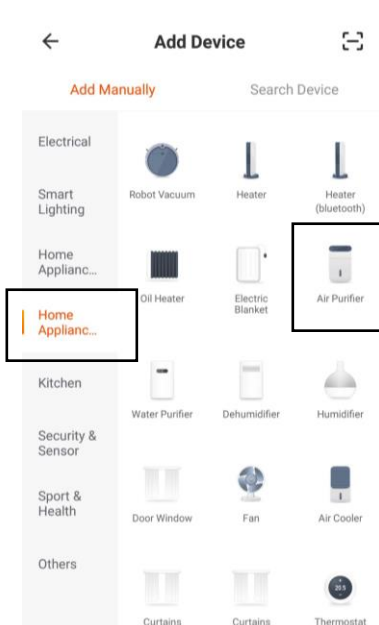 Add Device
Add Manually
Search Device
Electrical
Smart
Lighting
Home
Applianc...
Home
Applianc...
Kitchen
Security &
Sensor
Sport &
Health
Others
Robot Vacuum
Heater
Heater
(bluetooth)
Oil Heater
Electric
Blanket
Air Purifier
Water Purifier
Dehumidifier
Humidifier
Door Window
Fan
Air Cooler
Curtains
Curtains
Thermostat
20.5